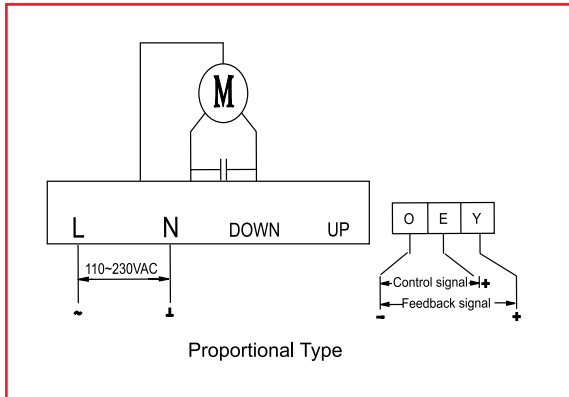 M
L N DOWN UP
O E Y
110~230VAC
Control signal +
Feedback signal
~ - +
Proportional Type